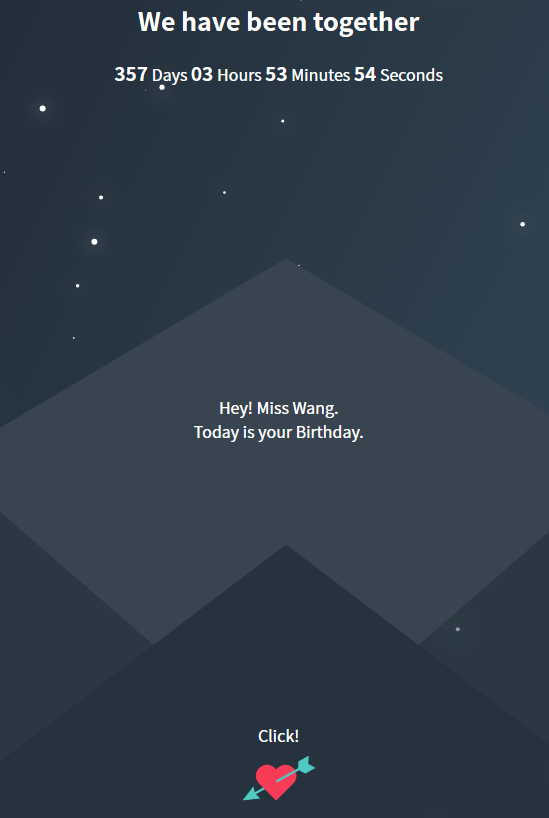 We have been together
357 Days 03 Hours 53 Minutes 54 Seconds
Hey! Miss Wang.
Today is your Birthday.
Click!